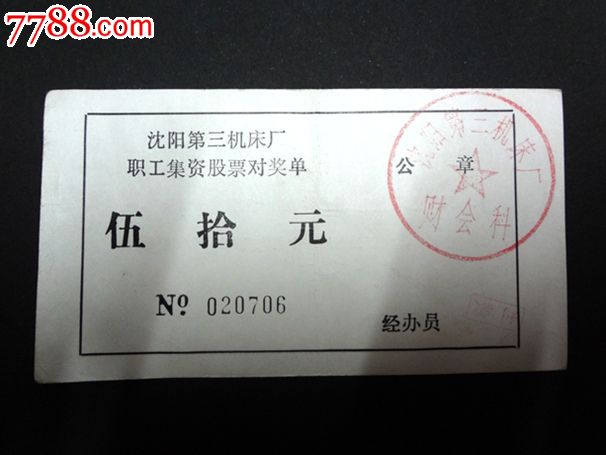 7788.com
沈阳第三机床厂
职工集资股票对奖单
公章
沈阳第三机床厂
财会科
伍拾元
Nº 020706
经办员